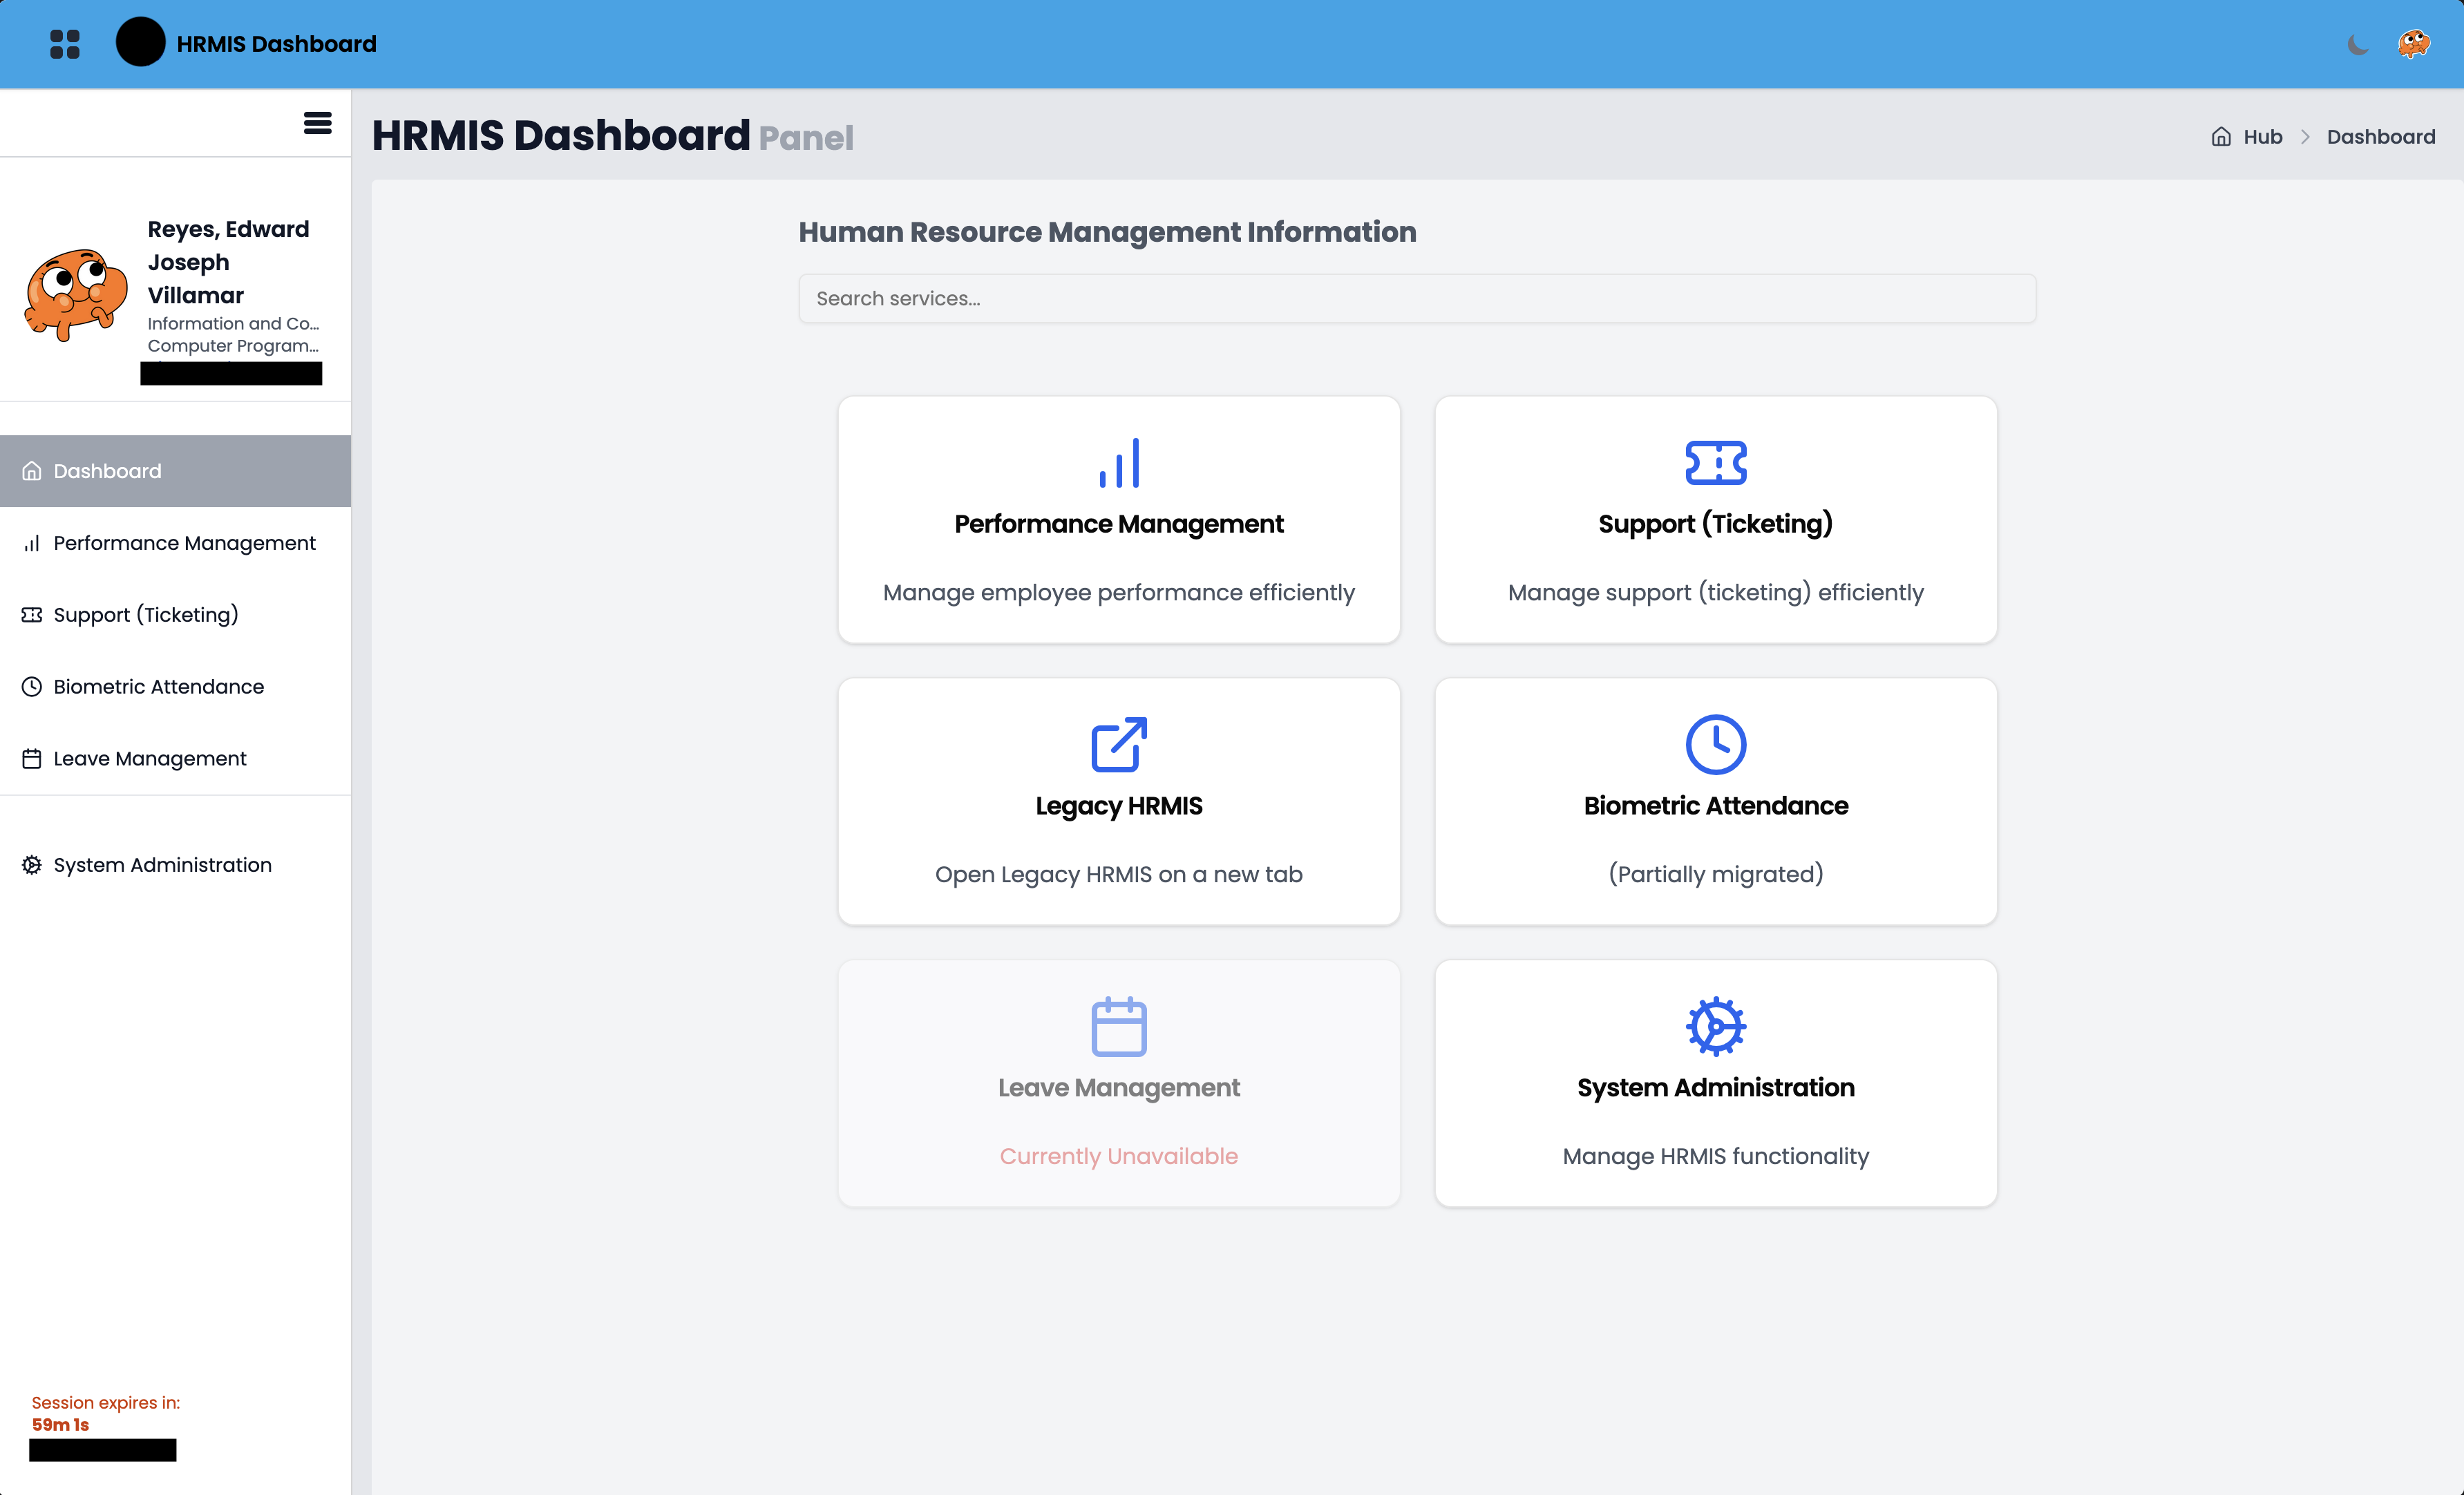 HRMIS Dashboard
HRMIS Dashboard Panel
Hub > Dashboard
Reyes, Edward
Joseph
Villamar
Information and Co...
Computer Program...
Dashboard
Performance Management
Support (Ticketing)
Biometric Attendance
Leave Management
System Administration
Session expires in:
59m 1s
Human Resource Management Information
Search services...
Performance Management
Manage employee performance efficiently
Support (Ticketing)
Manage support (ticketing) efficiently
Legacy HRMIS
Open Legacy HRMIS on a new tab
Biometric Attendance
(Partially migrated)
Leave Management
Currently Unavailable
System Administration
Manage HRMIS functionality